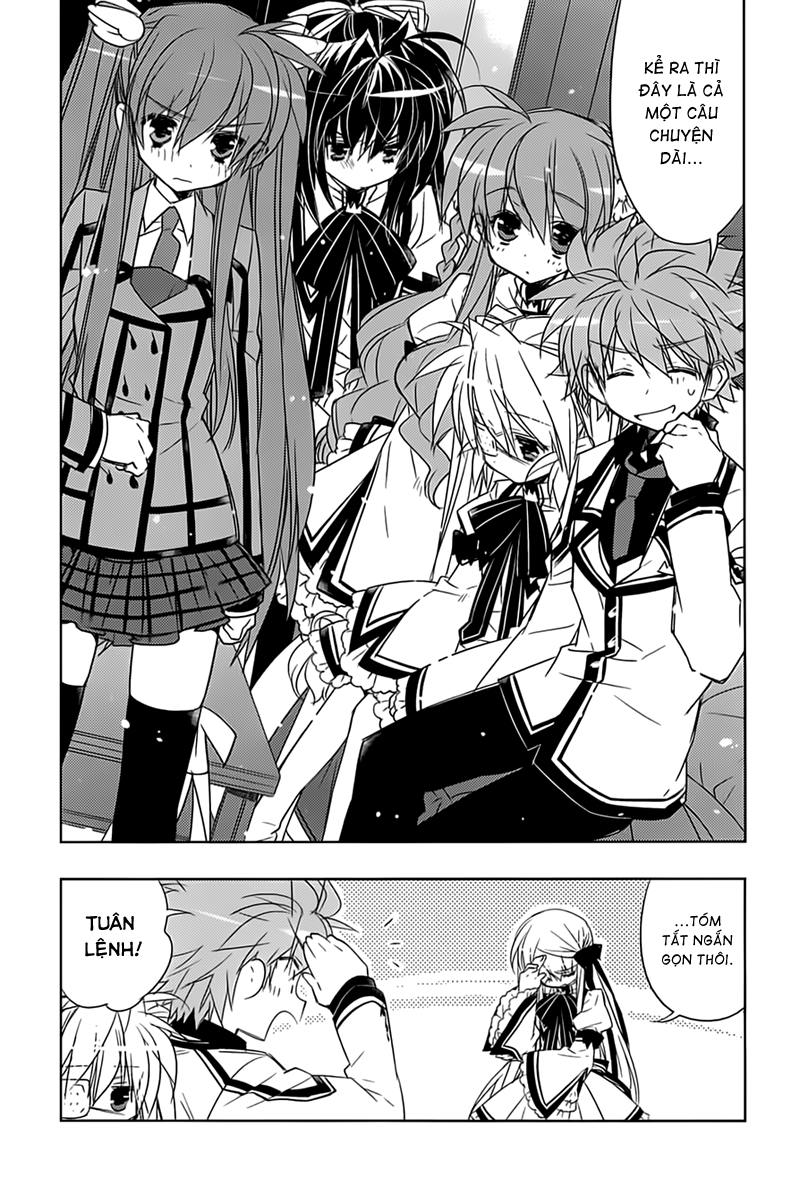 KỂ RA THÌ
ĐÂY LÀ CẢ
MỘT CÂU
CHUYỆN
DÀI...
...TÓM
TẮT NGẮN
GỌN THÔI.
TUÂN
LỆNH!